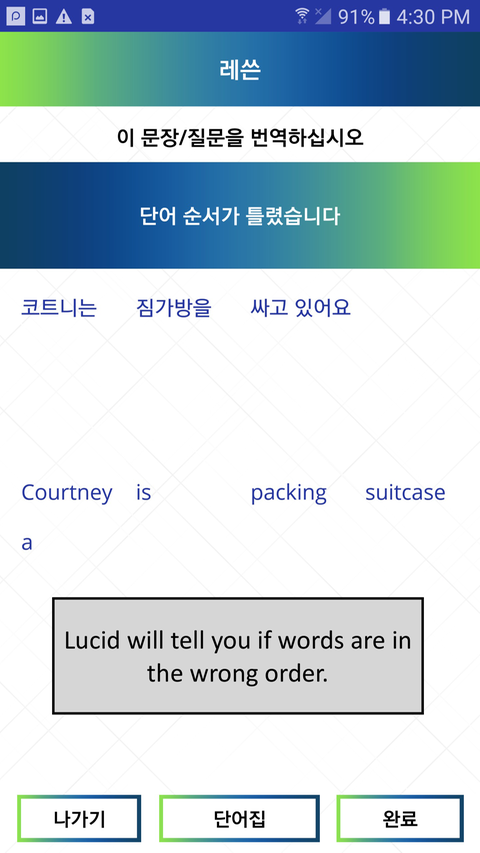 91% 4:30 PM
레쓴
이 문장/질문을 번역하십시오
단어 순서가 틀렸습니다
코트니는 짐가방을 싸고 있어요
Courtney is packing suitcase
a
Lucid will tell you if words are in
the wrong order.
나가기 단어집 완료